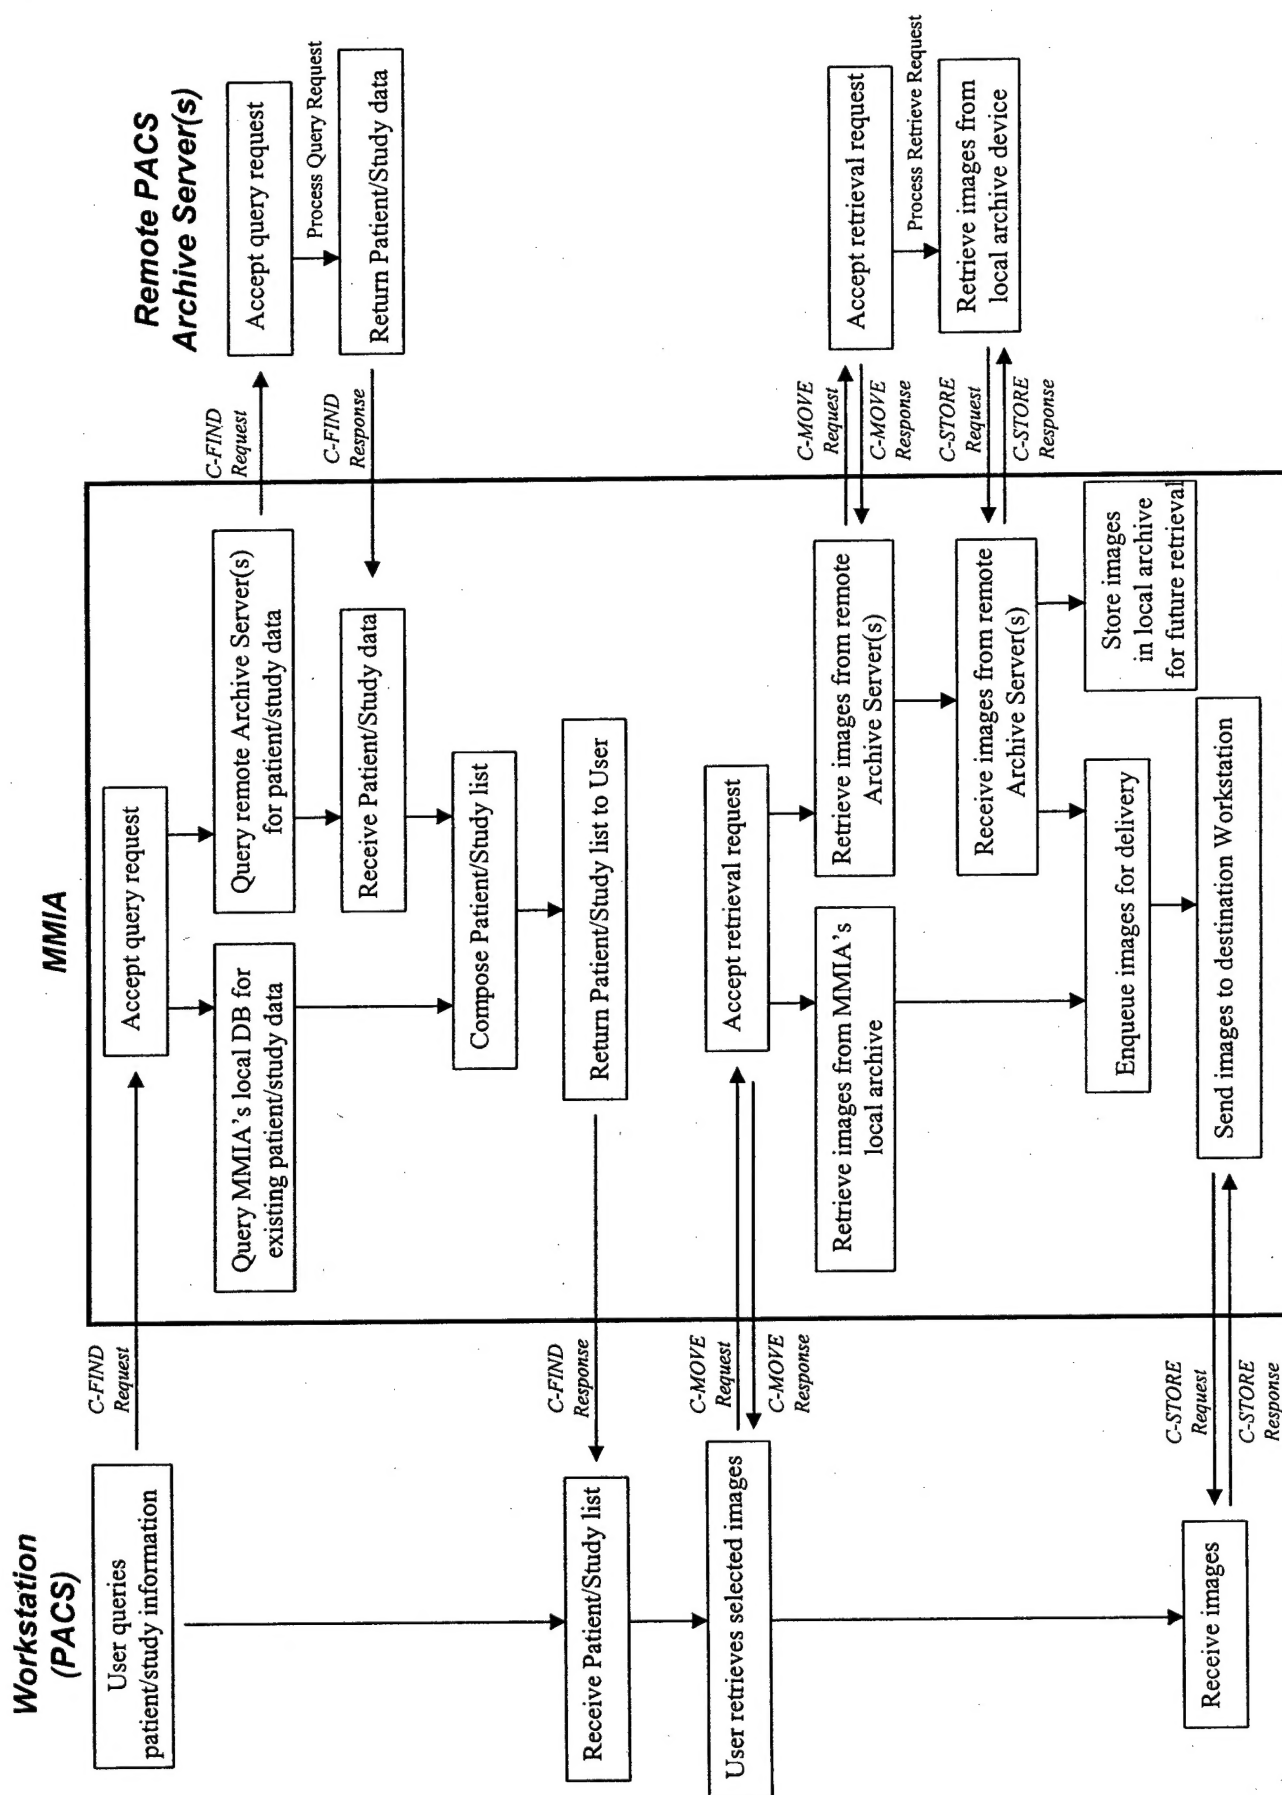 Workstation
(PACS)
MMIA
Remote PACS
Archive Server(s)
User queries
patient/study information
C-FIND
Request
Accept query request
Query MMIA's local DB for
existing patient/study data
Query remote Archive Server(s)
for patient/study data
C-FIND
Request
Accept query request
Process Query Request
Return Patient/Study data
C-FIND
Response
Receive Patient/Study data
Compose Patient/Study list
Return Patient/Study list to User
C-FIND
Response
Receive Patient/Study list
User retrieves selected images
C-MOVE
Request
C-MOVE
Response
Accept retrieval request
Retrieve images from MMIA's
local archive
Retrieve images from remote
Archive Server(s)
C-MOVE
Request
C-MOVE
Response
Accept retrieval request
Process Retrieve Request
Retrieve images from
local archive device
C-STORE
Request
C-STORE
Response
Receive images from remote
Archive Server(s)
Store images
in local archive
for future retrieval
Enqueue images for delivery
Send images to destination Workstation
C-STORE
Request
C-STORE
Response
Receive images